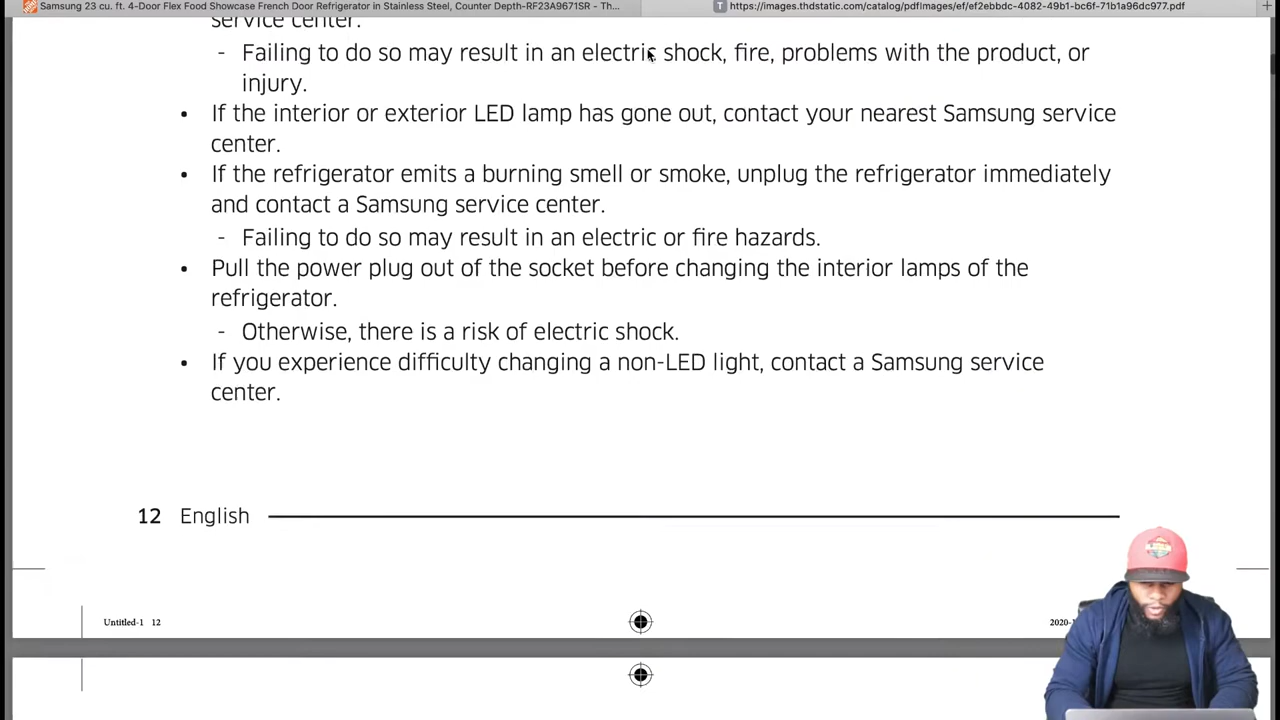 Samsung 23 cu. ft. 4-Door Flex Food Showcase French Door Refrigerator in Stainless Steel, Counter Depth-RF23A9671SR - Th...
T https://images.thdstatic.com/catalog/pdfImages/ef/ef2ebbdc-4082-49b1-bc6f-71b1a96dc977.pdf
service center.
- Failing to do so may result in an electric shock, fire, problems with the product, or
injury.
• If the interior or exterior LED lamp has gone out, contact your nearest Samsung service
center.
• If the refrigerator emits a burning smell or smoke, unplug the refrigerator immediately
and contact a Samsung service center.
- Failing to do so may result in an electric or fire hazards.
• Pull the power plug out of the socket before changing the interior lamps of the
refrigerator.
- Otherwise, there is a risk of electric shock.
• If you experience difficulty changing a non-LED light, contact a Samsung service
center.
12 English
Untitled-1 12
2020-